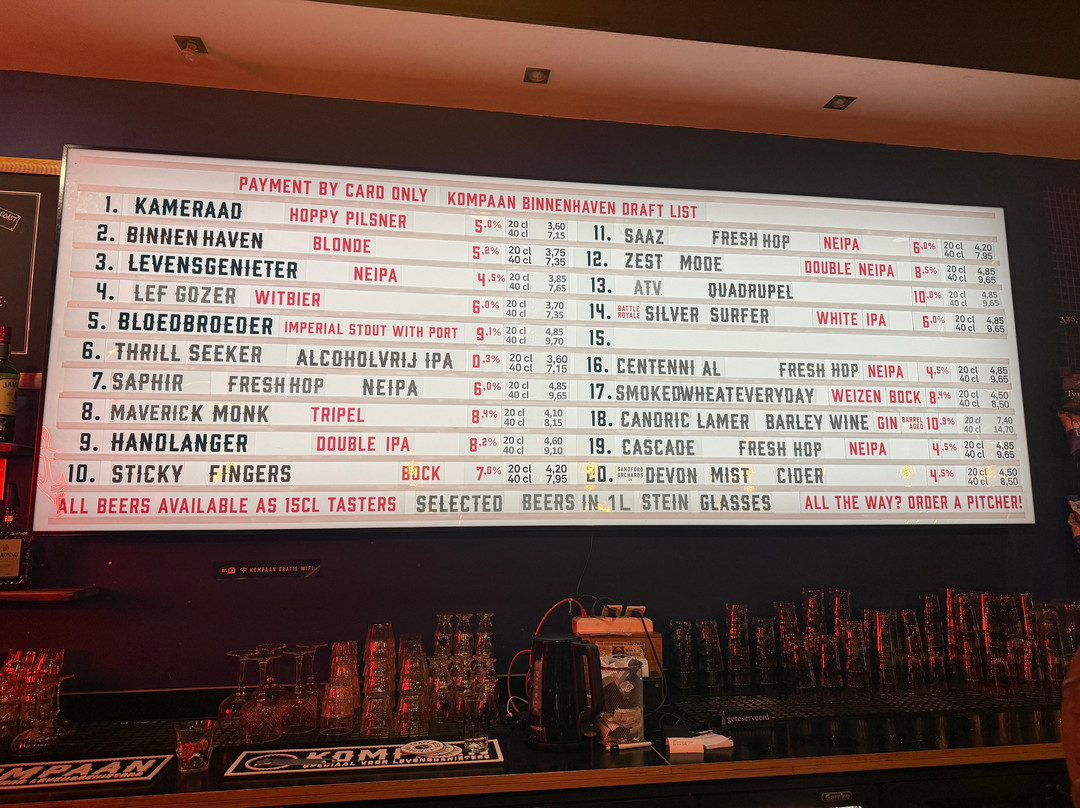 PAYMENT BY CARD ONLY KOMPAAN BINNENHAVEN DRAFT LIST
1. KAMERAAD HOPPY PILSNER 5.0% 20 cl 3,60 40 cl 7,15
2. BINNEN HAVEN BLONDE 5.2% 20 cl 3,75 40 cl 7,35
3. LEVENSGENIETER NEIPA 4.5% 20 cl 3,85 40 cl 7,65
4. LEF GOZER WITBIER 6.0% 20 cl 3,70 40 cl 7,35
5. BLOEDBROEDER IMPERIAL STOUT WITH PORT 9.1% 20 cl 4,85 40 cl 9,70
6. THRILL SEEKER ALCOHOLVRIJ IPA 0.3% 20 cl 3,60 40 cl 7,15
7. SAPHIR FRESH HOP NEIPA 6.0% 20 cl 4,85 40 cl 9,65
8. MAVERICK MONK TRIPEL 8.4% 20 cl 4,10 40 cl 8,15
9. HANDLANGER DOUBLE IPA 8.2% 20 cl 4,60 40 cl 9,10
10. STICKY FINGERS BOCK 7.0% 20 cl 4,20 40 cl 7,95
11. SAAZ FRESH HOP NEIPA 6.0% 20 cl 4,20 40 cl 7,95
12. ZEST MODE DOUBLE NEIPA 8.5% 20 cl 4,85 40 cl 9,65
13. ATV QUADRUPEL 10.0% 20 cl 4,85 40 cl 9,65
14. BATTLE ROYALE SILVER SURFER WHITE IPA 6.0% 20 cl 4,85 40 cl 9,65
15.
16. CENTENNI AL FRESH HOP NEIPA 4.5% 20 cl 4,85 40 cl 9,65
17. SMOKEDWHEATEVERYDAY WEIZEN BOCK 8.4% 20 cl 4,50 40 cl 8,50
18. CANDRIC LAMER BARLEY WINE GIN BARREL AGED 10.9% 20 cl 7,40 40 cl 14,70
19. CASCADE FRESH HOP NEIPA 4.5% 20 cl 4,85 40 cl 9,65
20. SANDFORD ORCHARDS DEVON MIST CIDER 4.5% 20 cl 4,50 40 cl 8,50
ALL BEERS AVAILABLE AS 15CL TASTERS SELECTED BEERS IN 1L STEIN GLASSES ALL THE WAY? ORDER A PITCHER!
COAST
WiFi KOMPAAN GRATIS WIFI
gereserveerd
MPAAN
KOMP
SPECIAAL VOOR LEVENSGENIETERS
Gamko